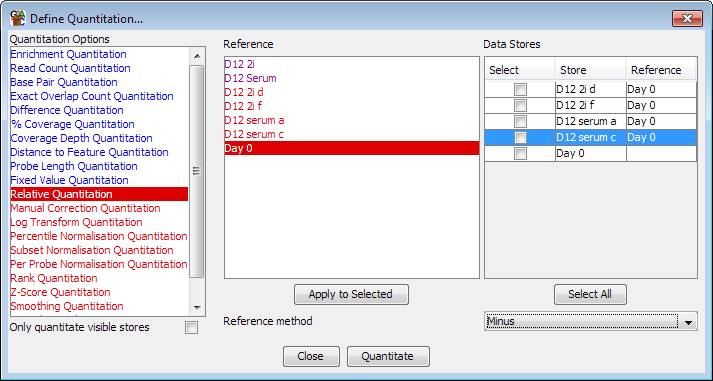 Define Quantitation...
Quantitation Options
Enrichment Quantitation
Read Count Quantitation
Base Pair Quantitation
Exact Overlap Count Quantitation
Difference Quantitation
% Coverage Quantitation
Coverage Depth Quantitation
Distance to Feature Quantitation
Probe Length Quantitation
Fixed Value Quantitation
Relative Quantitation
Manual Correction Quantitation
Log Transform Quantitation
Percentile Normalisation Quantitation
Subset Normalisation Quantitation
Per Probe Normalisation Quantitation
Rank Quantitation
Z-Score Quantitation
Smoothing Quantitation
Only quantitate visible stores
Reference
D12 2i
D12 Serum
D12 2i d
D12 2i f
D12 serum a
D12 serum c
Day 0
Apply to Selected
Reference method
Data Stores
Select Store Reference
D12 2i d Day 0
D12 2i f Day 0
D12 serum a Day 0
D12 serum c Day 0
Day 0
Select All
Minus
Close Quantitate